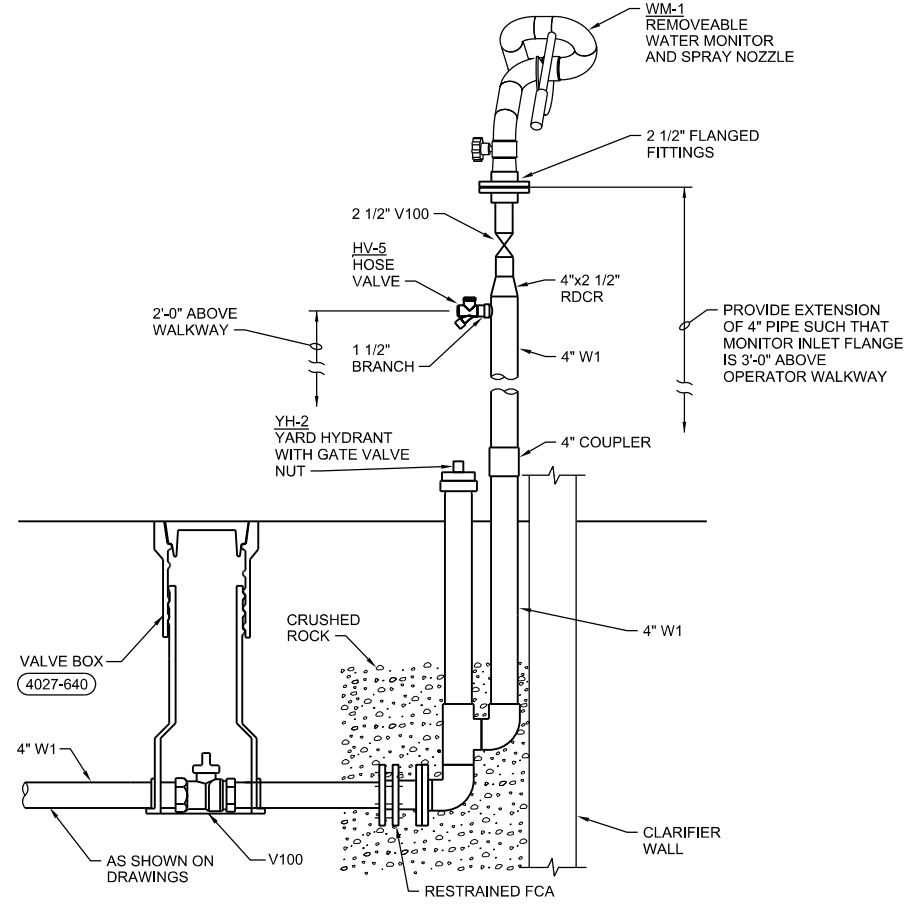 WM-1
REMOVEABLE
WATER MONITOR
AND SPRAY NOZZLE
2 1/2" FLANGED
FITTINGS
2 1/2" V100
HV-5
HOSE
VALVE
4"x2 1/2"
RDCR
2'-0" ABOVE
WALKWAY
PROVIDE EXTENSION
OF 4" PIPE SUCH THAT
MONITOR INLET FLANGE
IS 3'-0" ABOVE
OPERATOR WALKWAY
1 1/2"
BRANCH
4" W1
YH-2
YARD HYDRANT
WITH GATE VALVE
NUT
4" COUPLER
CRUSHED
ROCK
4" W1
VALVE BOX
4027-640
4" W1
CLARIFIER
WALL
AS SHOWN ON
DRAWINGS
V100
RESTRAINED FCA